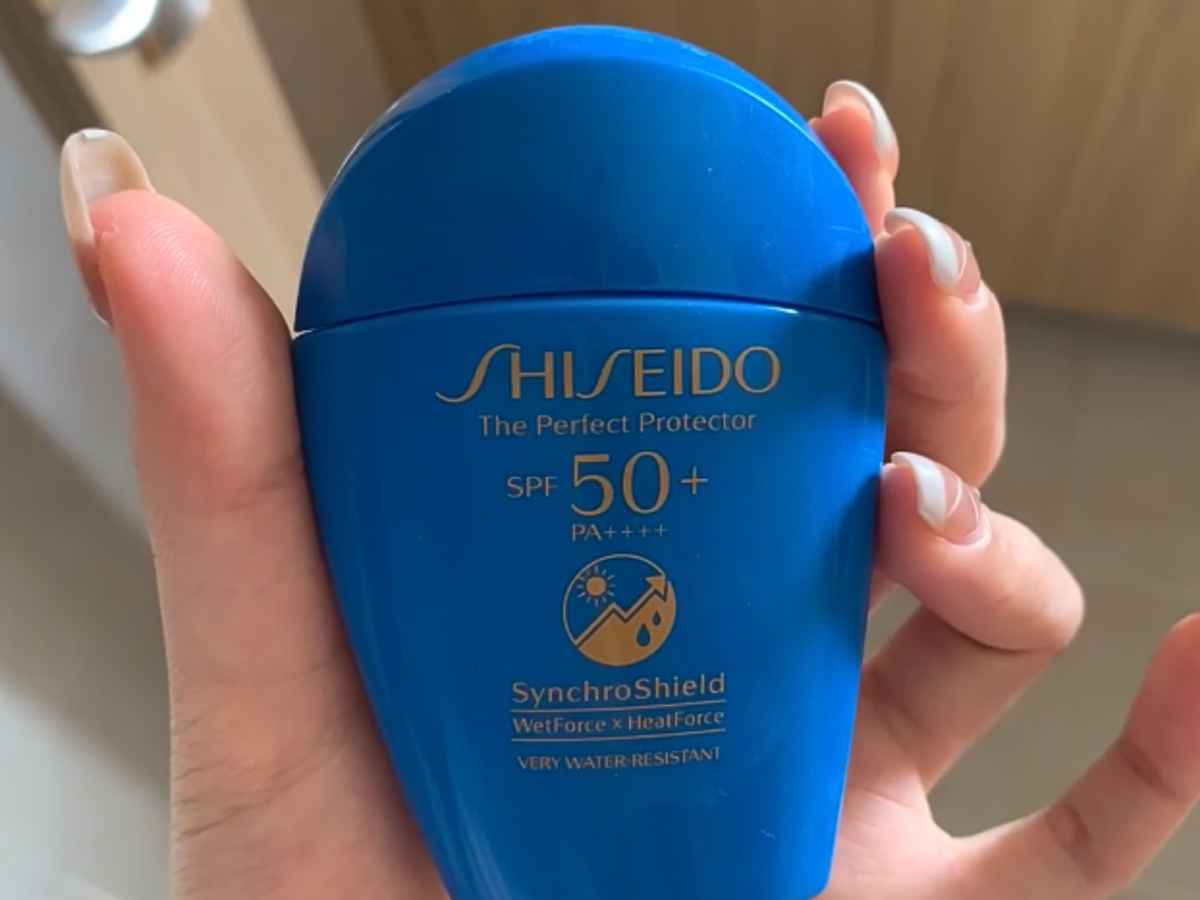 SHISEIDO
The Perfect Protector
SPF 50+
PA++++
SynchroShield
WetForce x HeatForce
VERY WATER-RESISTANT